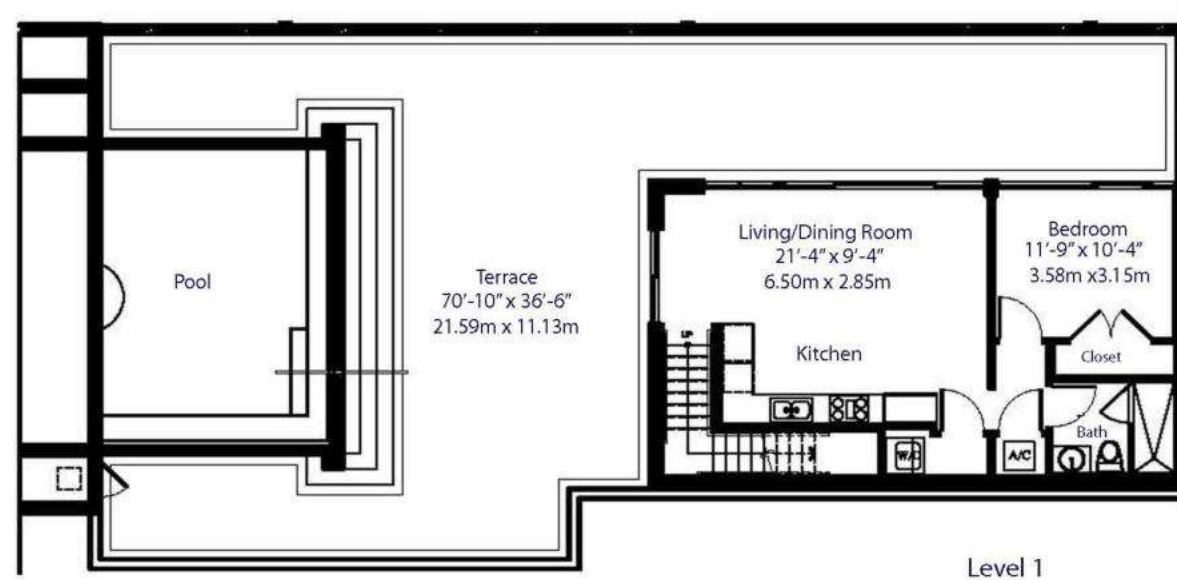 Pool
Terrace
70'-10" x 36'-6"
21.59m x 11.13m
Living/Dining Room
21'-4" x 9'-4"
6.50m x 2.85m
Bedroom
11'-9" x 10'-4"
3.58m x3.15m
UP
Kitchen
Closet
Bath
W/C
A/C
Level 1